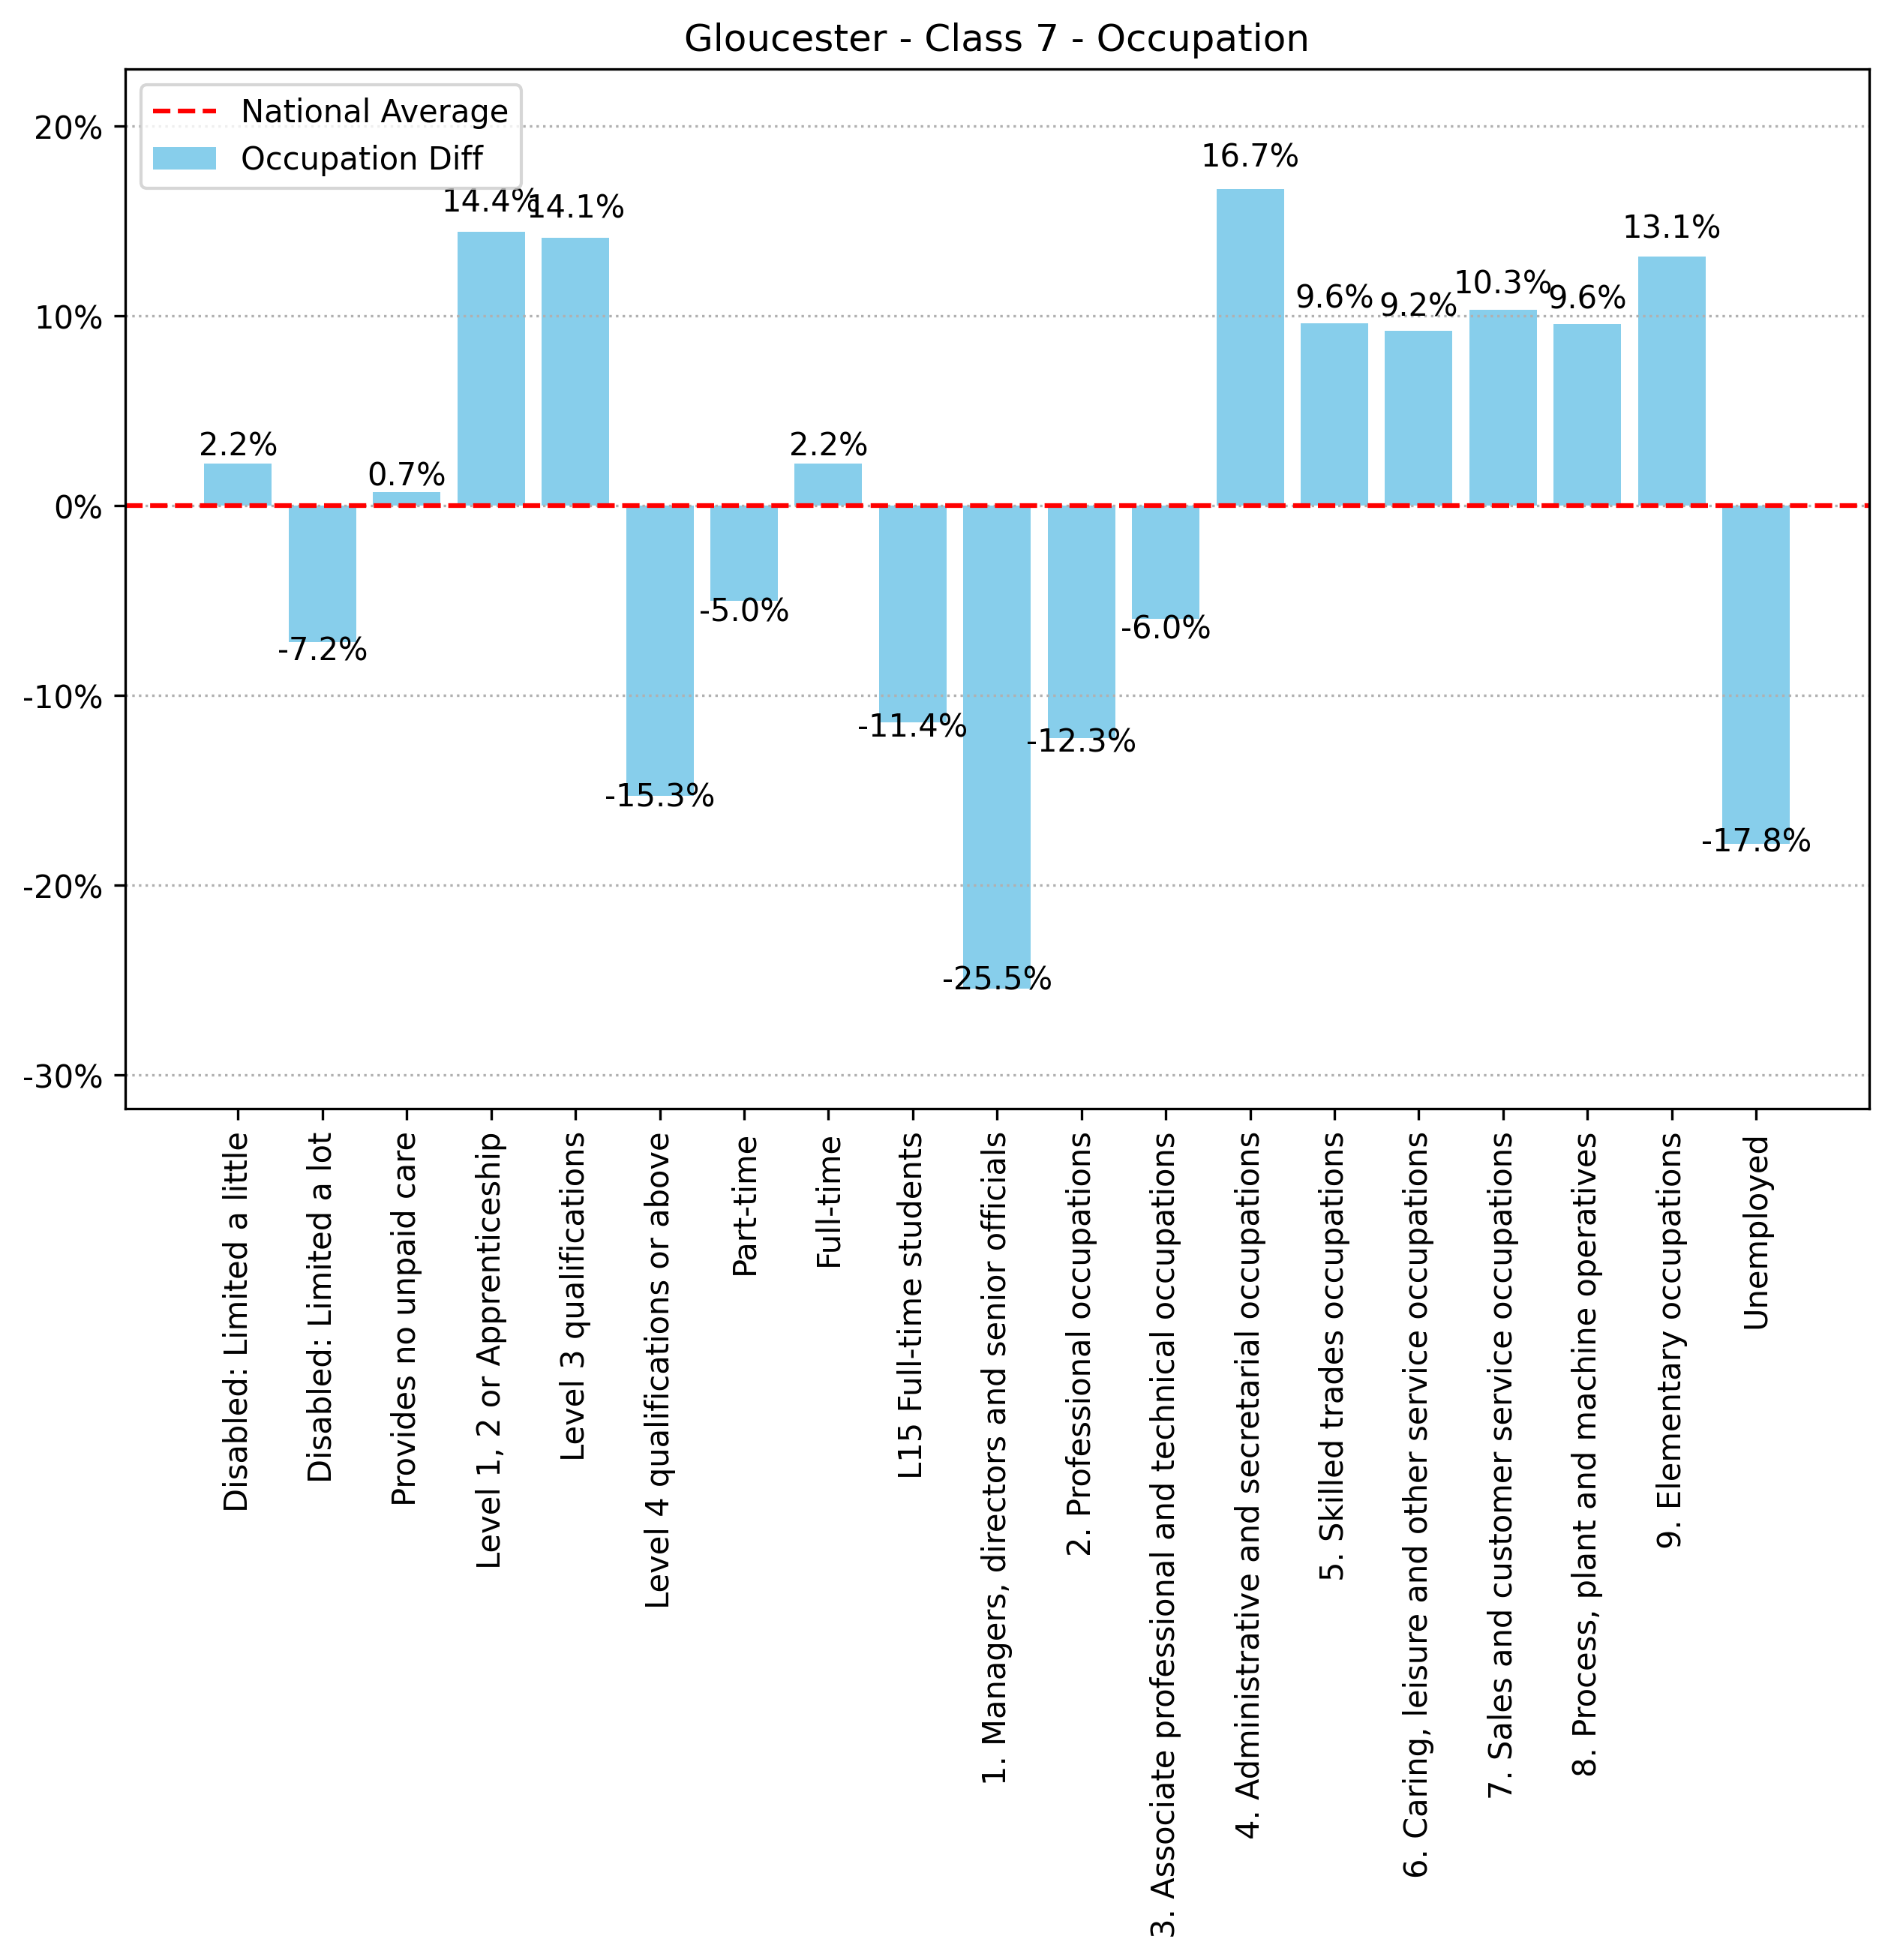 Gloucester - Class 7 - Occupation
National Average
Occupation Diff
20%
10%
0%
-10%
-20%
-30%
2.2%
-7.2%
0.7%
14.4%
14.1%
-15.3%
-5.0%
2.2%
-11.4%
-25.5%
-12.3%
-6.0%
16.7%
9.6%
9.2%
10.3%
9.6%
13.1%
-17.8%
Disabled: Limited a little
Disabled: Limited a lot
Provides no unpaid care
Level 1, 2 or Apprenticeship
Level 3 qualifications
Level 4 qualifications or above
Part-time
Full-time
L15 Full-time students
1. Managers, directors and senior officials
2. Professional occupations
3. Associate professional and technical occupations
4. Administrative and secretarial occupations
5. Skilled trades occupations
6. Caring, leisure and other service occupations
7. Sales and customer service occupations
8. Process, plant and machine operatives
9. Elementary occupations
Unemployed